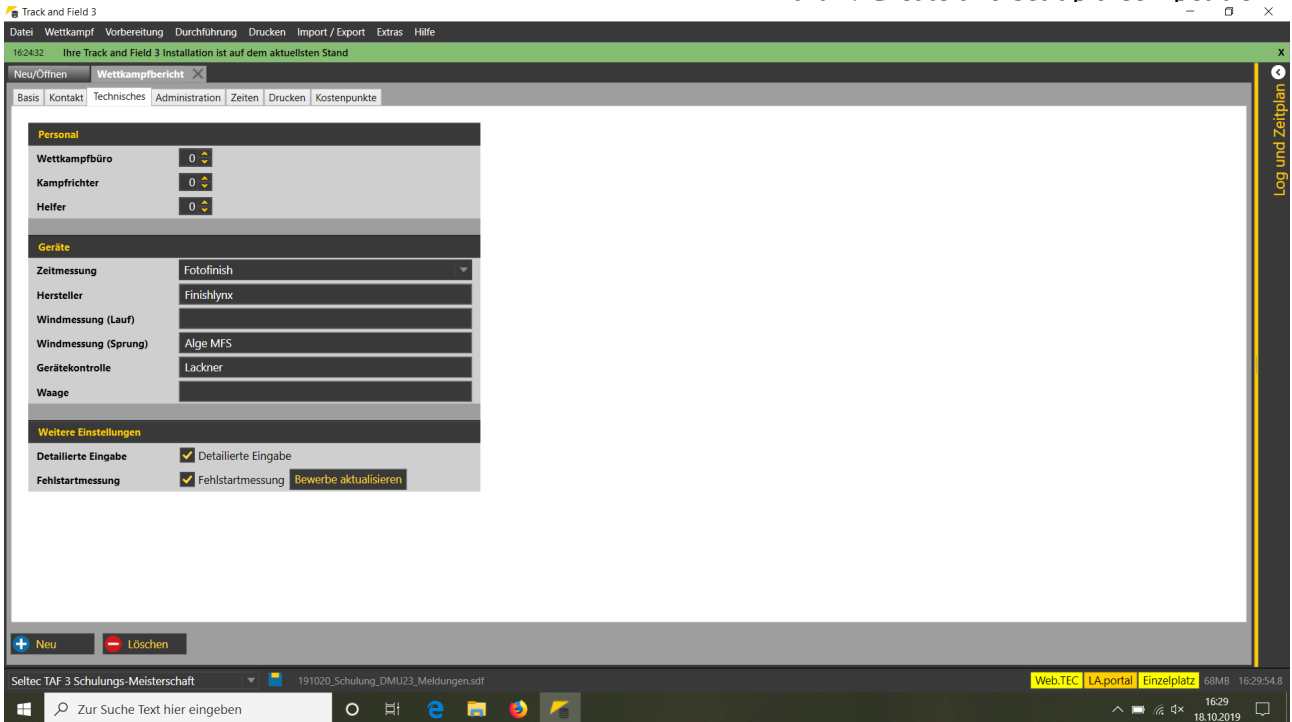 Track and Field 3
Datei Wettkampf Vorbereitung Durchführung Drucken Import / Export Extras Hilfe
16:24:32 Ihre Track and Field 3 Installation ist auf dem aktuellsten Stand x
Neu/Öffnen Wettkampfbericht
Basis Kontakt Technisches Administration Zeiten Drucken Kostenpunkte
Log und Zeitplan
Personal
Wettkampfbüro 0
Kampfrichter 0
Helfer 0
Geräte
Zeitmessung Fotofinish
Hersteller Finishlynx
Windmessung (Lauf)
Windmessung (Sprung) Alge MFS
Gerätekontrolle Lackner
Waage
Weitere Einstellungen
Detailierte Eingabe Detailierte Eingabe
Fehlstartmessung Fehlstartmessung Bewerbe aktualisieren
Neu Löschen
Seltec TAF 3 Schulungs-Meisterschaft 191020_Schulung_DMU23_Meldungen.sdf Web.TEC LA.portal Einzelplatz 68MB 16:29:54.8
Zur Suche Text hier eingeben 16:29
18.10.2019